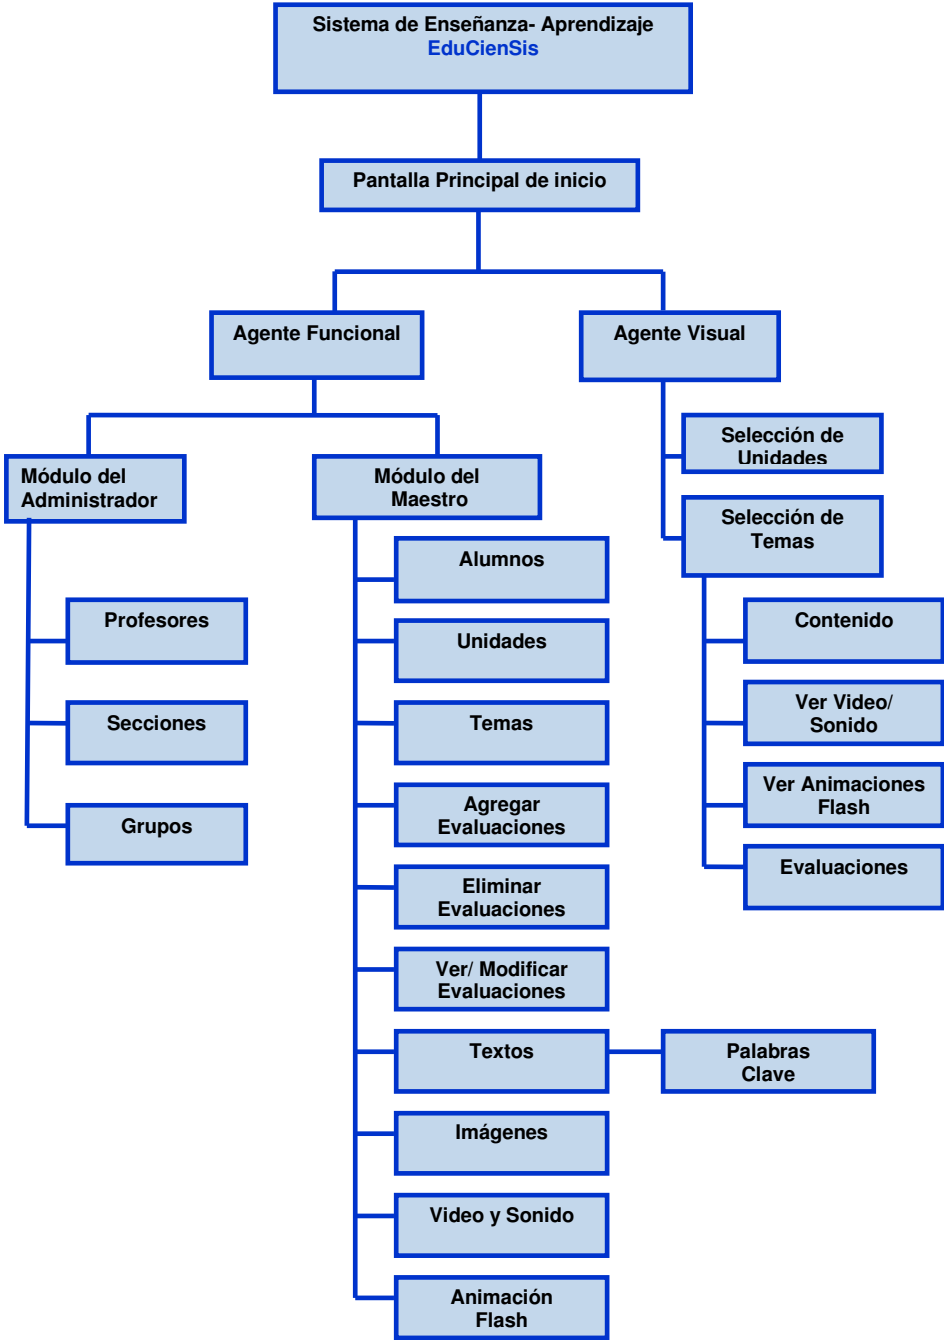 Sistema de Enseñanza- Aprendizaje
EduCienSis
Pantalla Principal de inicio
Agente Funcional
Agente Visual
Módulo del
Administrador
Profesores
Secciones
Grupos
Módulo del
Maestro
Alumnos
Unidades
Temas
Agregar
Evaluaciones
Eliminar
Evaluaciones
Ver/ Modificar
Evaluaciones
Textos
Palabras
Clave
Imágenes
Video y Sonido
Animación
Flash
Selección de
Unidades
Selección de
Temas
Contenido
Ver Video/
Sonido
Ver Animaciones
Flash
Evaluaciones